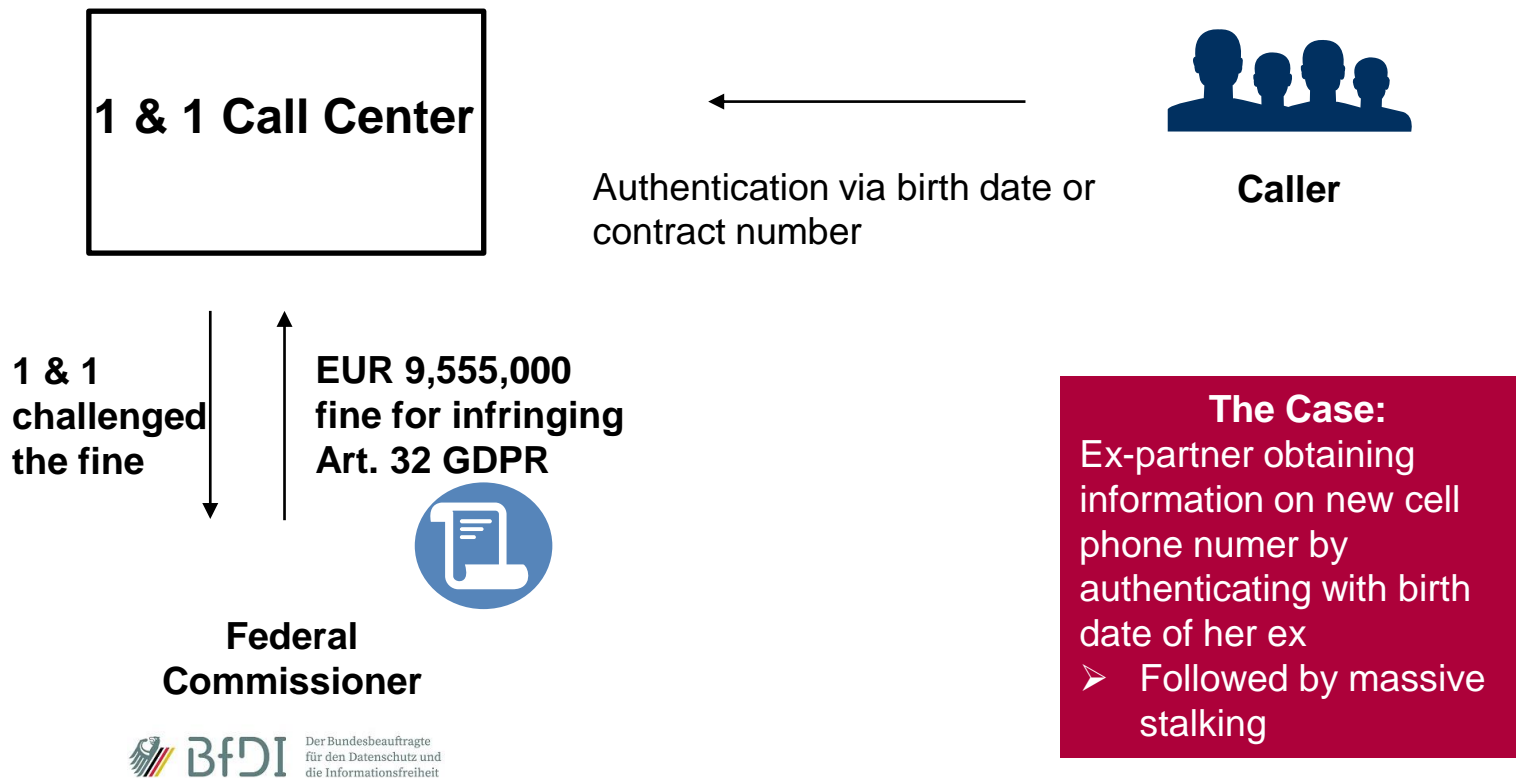 1 & 1 Call Center
Authentication via birth date or
contract number
Caller
1 & 1
challenged
the fine
EUR 9,555,000
fine for infringing
Art. 32 GDPR
Federal
Commissioner
BfDI
Der Bundesbeauftragte
für den Datenschutz und
die Informationsfreiheit
The Case:
Ex-partner obtaining
information on new cell
phone numer by
authenticating with birth
date of her ex
➢ Followed by massive
stalking